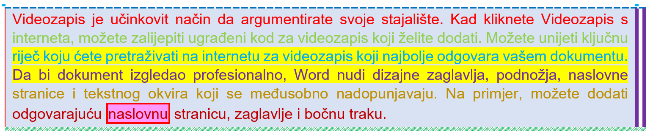 Videozapis je učinkovit način da argumentirate svoje stajalište. Kad kliknete Videozapis s
interneta, možete zalijepiti ugrađeni kod za videozapis koji želite dodati. Možete unijeti ključnu
riječ koju ćete pretraživati na internetu za videozapis koji najbolje odgovara vašem dokumentu.
Da bi dokument izgledao profesionalno, Word nudi dizajne zaglavlja, podnožja, naslovne
stranice i tekstnog okvira koji se međusobno nadopunjavaju. Na primjer, možete dodati
odgovarajuću naslovnu stranicu, zaglavlje i bočnu traku.